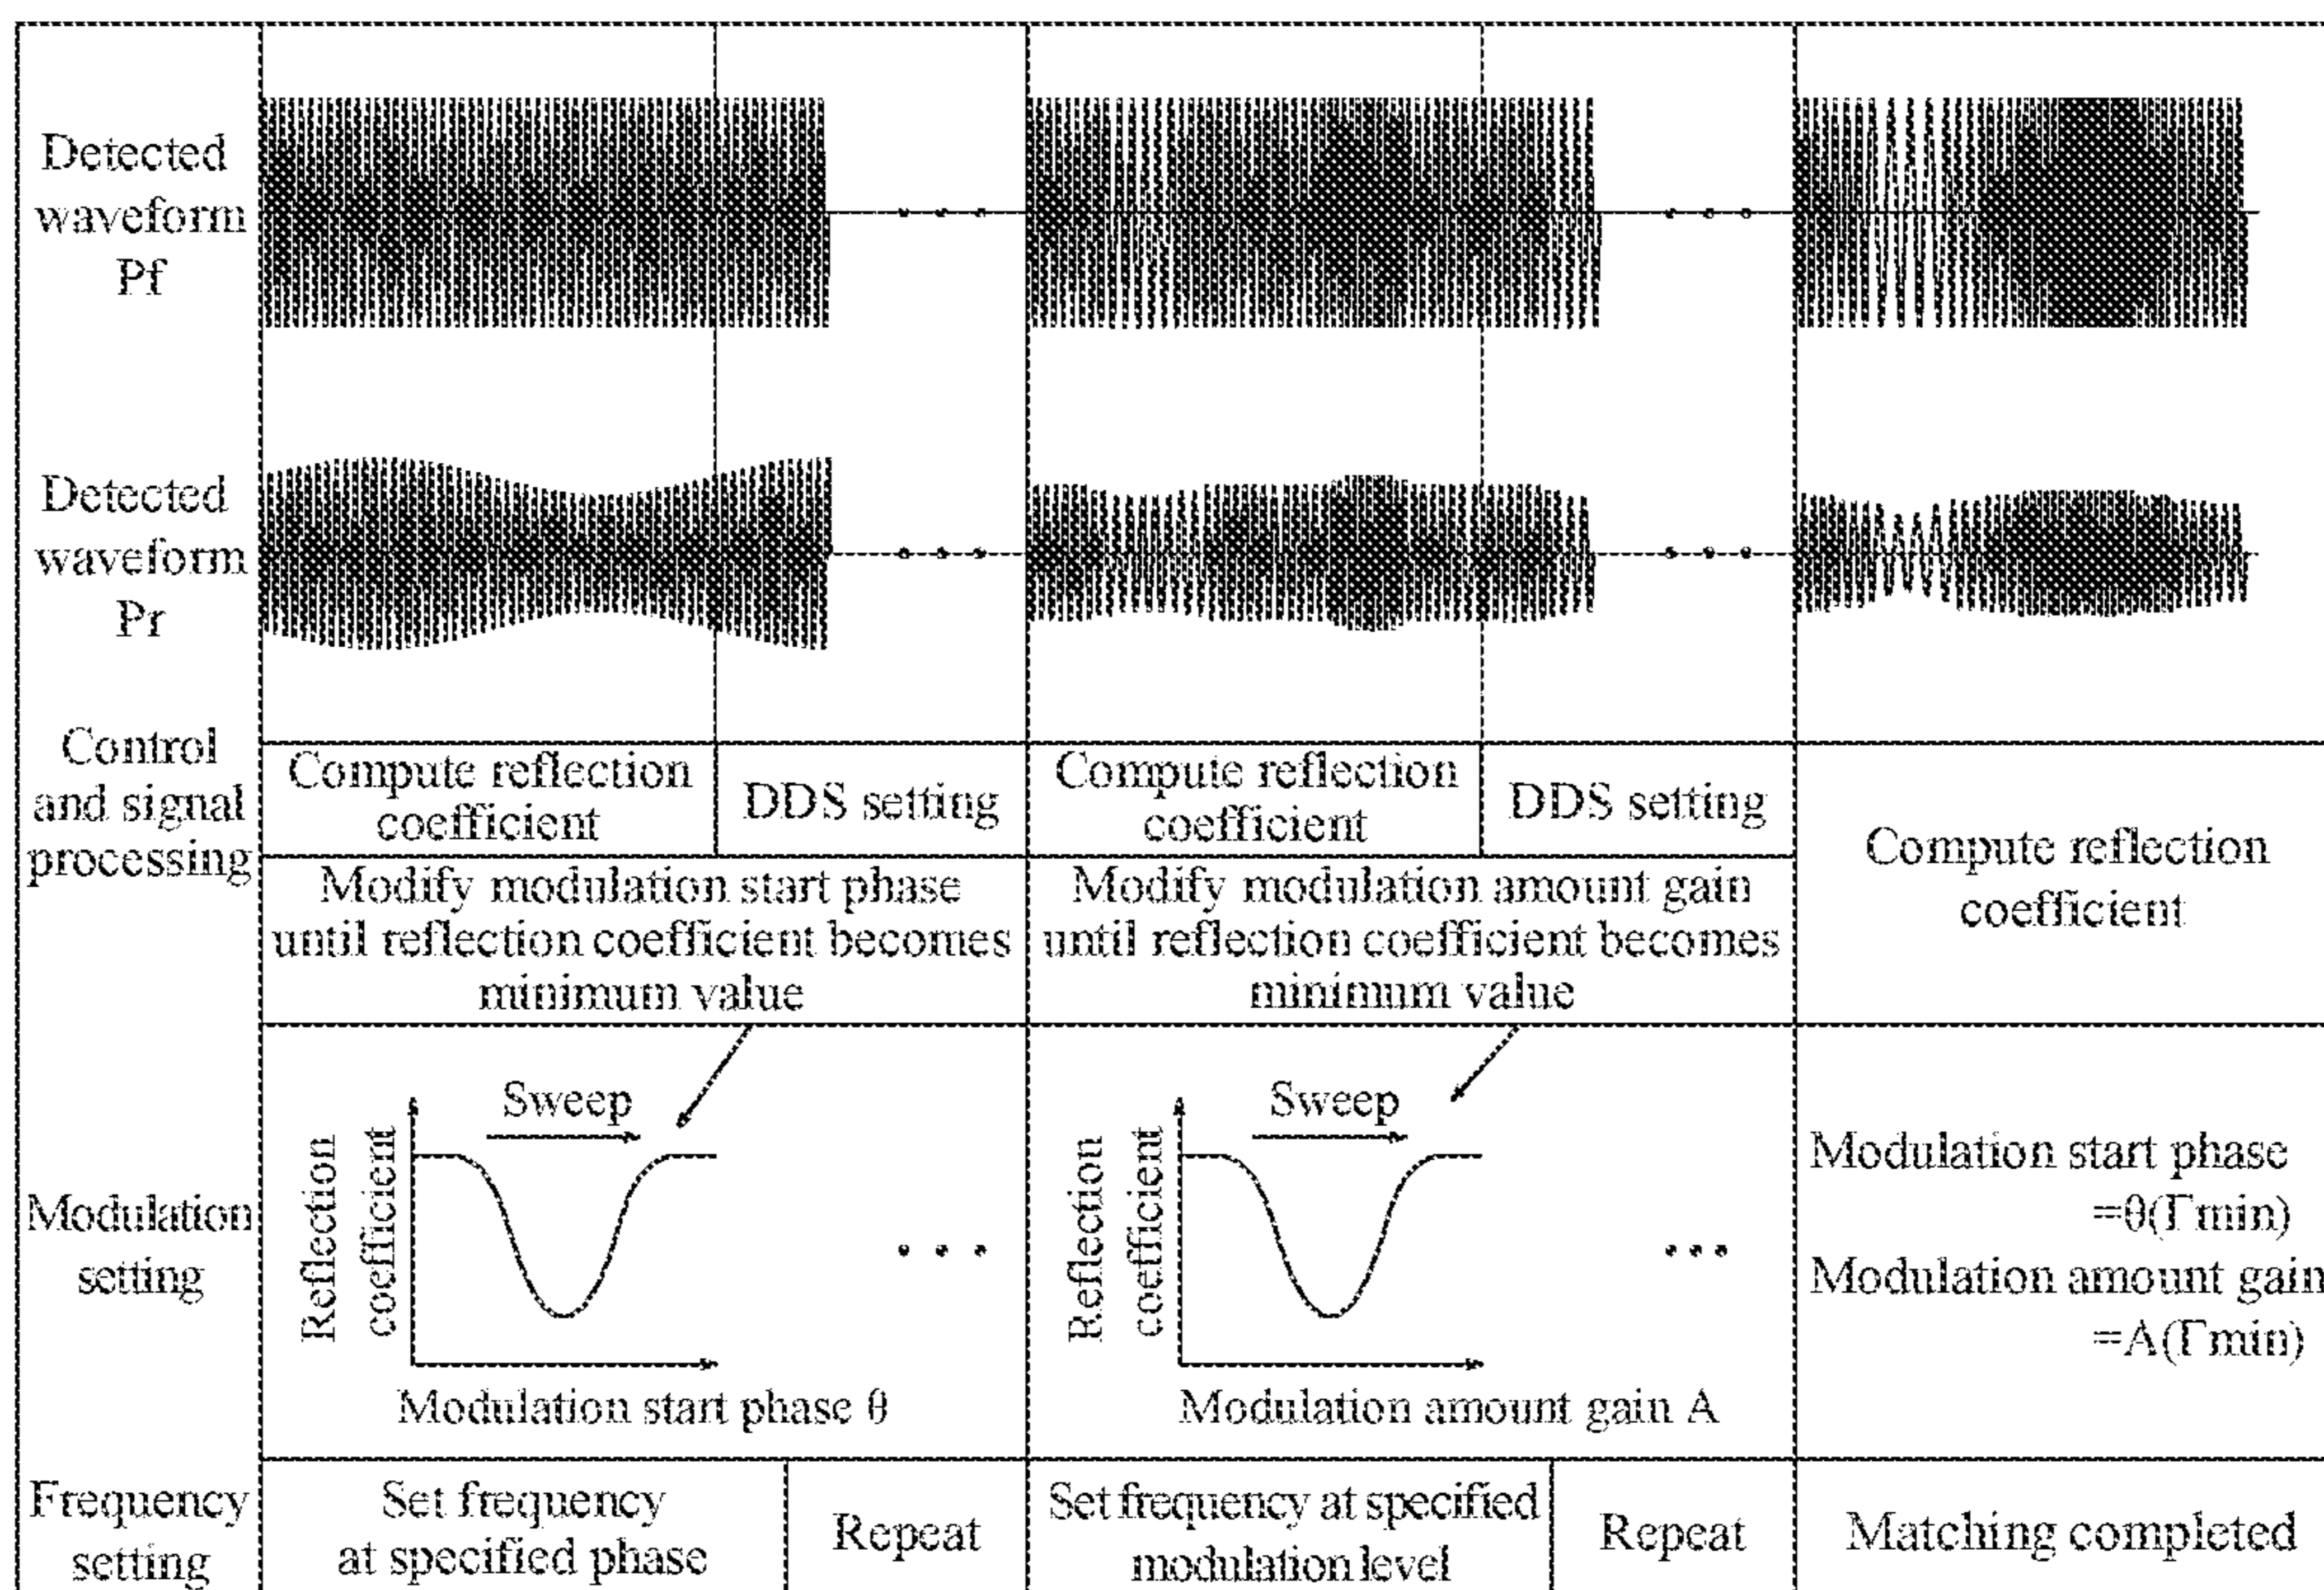 Detected
waveform
Pf
Detected
waveform
Pr
Control
and signal
processing
Compute reflection
coefficient
DDS setting
Compute reflection
coefficient
DDS setting
Compute reflection
coefficient
Modify modulation start phase
until reflection coefficient becomes
minimum value
Modify modulation amount gain
until reflection coefficient becomes
minimum value
Modulation
setting
Sweep
Reflection
coefficient
Modulation start phase θ
Sweep
Reflection
coefficient
Modulation amount gain A
Modulation start phase
=θ(Γmin)
Modulation amount gain
=A(Γmin)
Frequency
setting
Set frequency
at specified phase
Repeat
Set frequency at specified
modulation level
Repeat
Matching completed